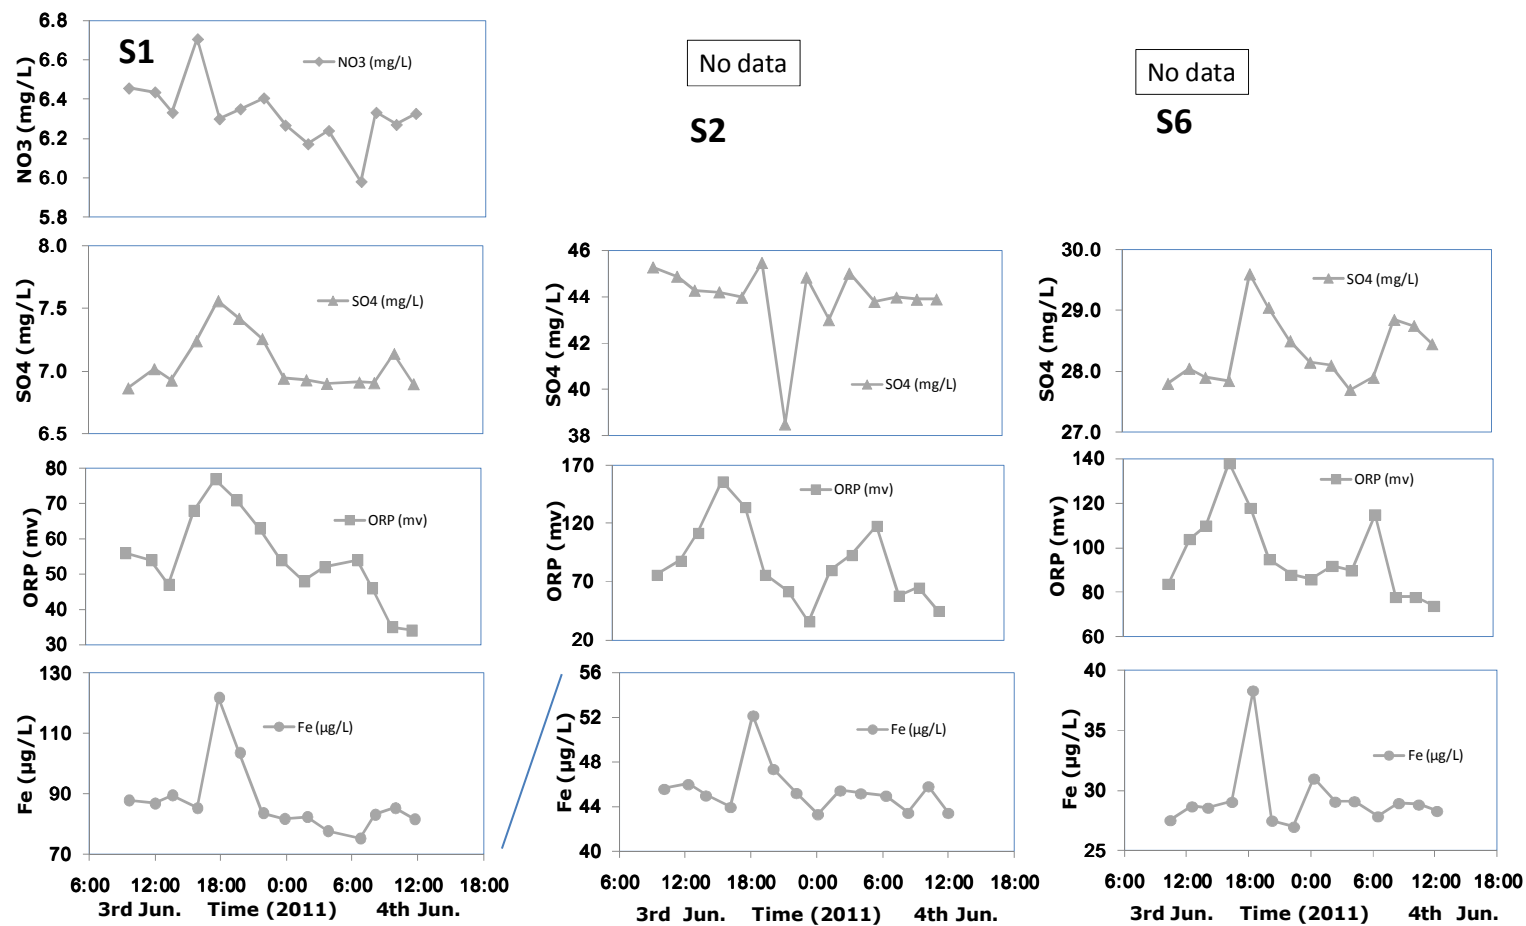 S1
NO3 (mg/L)
6.8
6.6
6.4
6.2
6.0
5.8
NO3 (mg/L)
No data
S2
No data
S6
SO4 (mg/L)
8.0
7.5
7.0
6.5
SO4 (mg/L)
SO4 (mg/L)
46
44
42
40
38
SO4 (mg/L)
SO4 (mg/L)
30.0
29.0
28.0
27.0
SO4 (mg/L)
ORP (mv)
80
70
60
50
40
30
ORP (mv)
ORP (mv)
170
120
70
20
ORP (mv)
ORP (mv)
140
120
100
80
60
ORP (mv)
Fe (µg/L)
130
110
90
70
Fe (µg/L)
6:00 12:00 18:00 0:00 6:00 12:00 18:00
3rd Jun. Time (2011) 4th Jun.
Fe (µg/L)
56
52
48
44
40
Fe (µg/L)
6:00 12:00 18:00 0:00 6:00 12:00 18:00
3rd Jun. Time (2011) 4th Jun.
Fe (µg/L)
40
35
30
25
Fe (µg/L)
6:00 12:00 18:00 0:00 6:00 12:00 18:00
3rd Jun. Time (2011) 4th Jun.